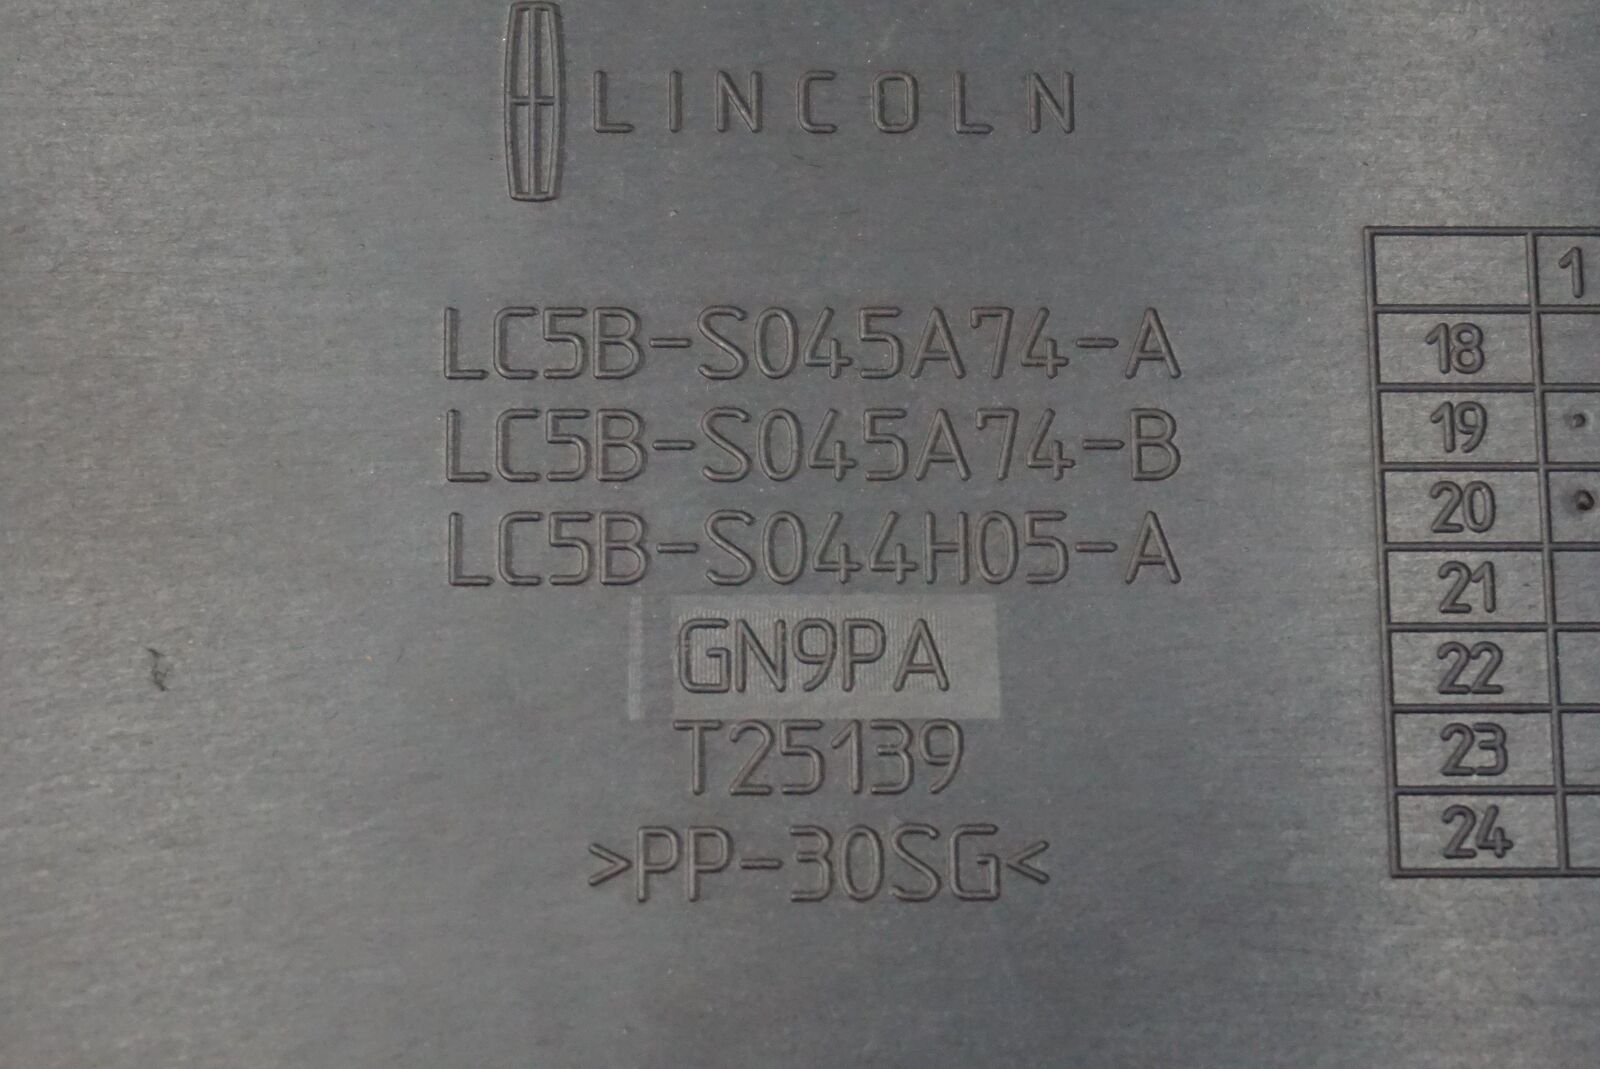 LINCOLN
LC5B-S045A74-A
LC5B-S045A74-B
LC5B-S044H05-A
GN9PA
T25139
>PP-30SG<
1
18
19
20
21
22
23
24